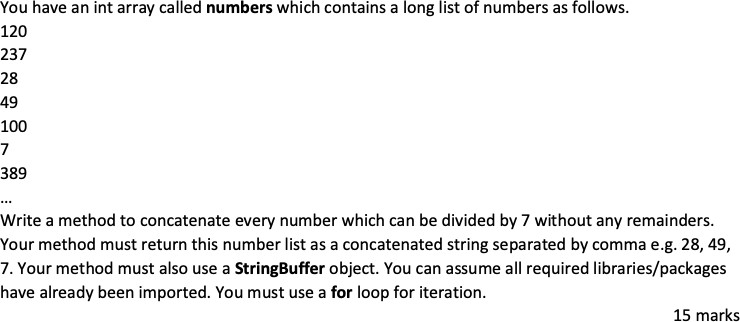 You have an int array called numbers which contains a long list of numbers as follows.
120
237
28
49
100
7
389
...
Write a method to concatenate every number which can be divided by 7 without any remainders.
Your method must return this number list as a concatenated string separated by comma e.g. 28, 49,
7. Your method must also use a StringBuffer object. You can assume all required libraries/packages
have already been imported. You must use a for loop for iteration.
15 marks